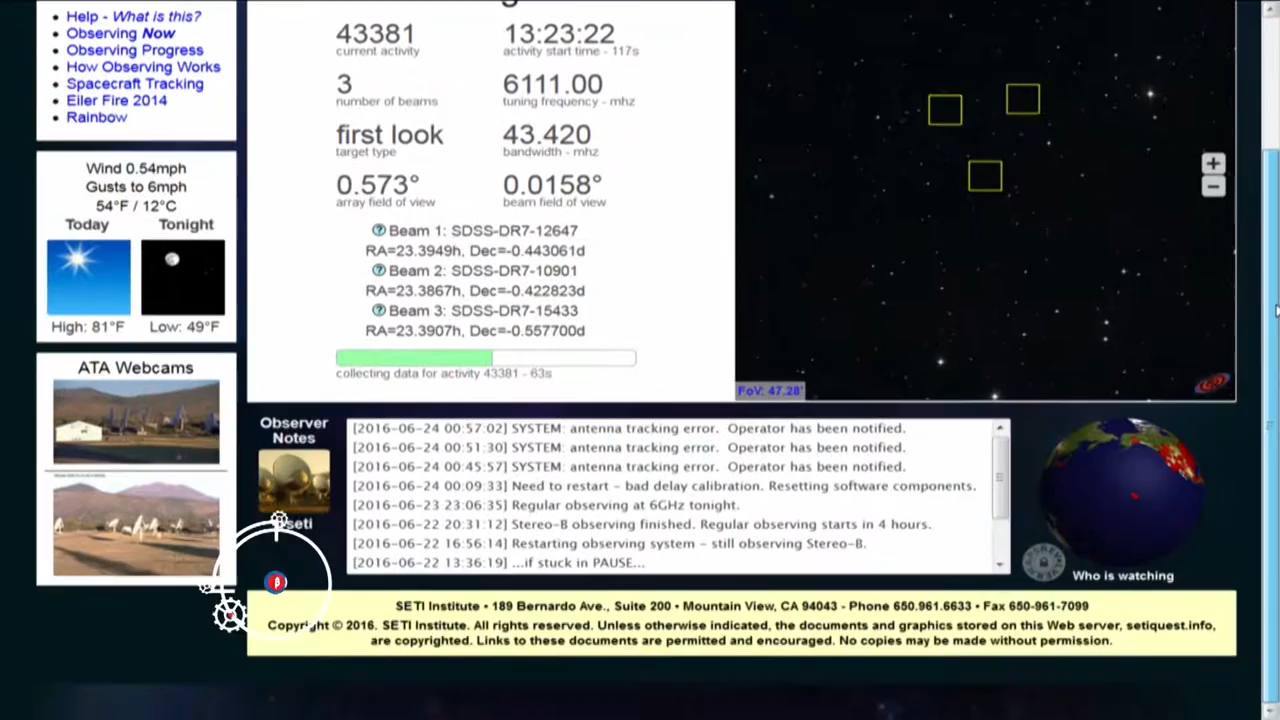 Help - What is this?
Observing Now
Observing Progress
How Observing Works
Spacecraft Tracking
Eiler Fire 2014
Rainbow
Wind 0.54mph
Gusts to 6mph
54°F / 12°C
Today Tonight
High: 81°F Low: 49°F
ATA Webcams
43381 13:23:22
current activity activity start time - 117s
3 6111.00
number of beams tuning frequency - mhz
first look 43.420
target type bandwidth - mhz
0.573° 0.0158°
array field of view beam field of view
Beam 1: SDSS-DR7-12647
RA=23.3949h, Dec=-0.443061d
Beam 2: SDSS-DR7-10901
RA=23.3867h, Dec=-0.422823d
Beam 3: SDSS-DR7-15433
RA=23.3907h, Dec=-0.557700d
collecting data for activity 43381 - 63s
+
−
FoV: 47.28'
Observer
Notes
[2016-06-24 00:57:02] SYSTEM: antenna tracking error. Operator has been notified.
[2016-06-24 00:51:30] SYSTEM: antenna tracking error. Operator has been notified.
[2016-06-24 00:45:57] SYSTEM: antenna tracking error. Operator has been notified.
[2016-06-24 00:09:33] Need to restart - bad delay calibration. Resetting software components.
[2016-06-23 23:06:35] Regular observing at 6GHz tonight.
[2016-06-22 20:31:12] Stereo-B observing finished. Regular observing starts in 4 hours.
[2016-06-22 16:56:14] Restarting observing system - still observing Stereo-B.
[2016-06-22 13:36:19] ...if stuck in PAUSE...
Who is watching
SETI Institute • 189 Bernardo Ave., Suite 200 • Mountain View, CA 94043 - Phone 650.961.6633 • Fax 650-961-7099
Copyright © 2016. SETI Institute. All rights reserved. Unless otherwise indicated, the documents and graphics stored on this Web server, setiquest.info,
are copyrighted. Links to these documents are permitted and encouraged. No copies may be made without permission.